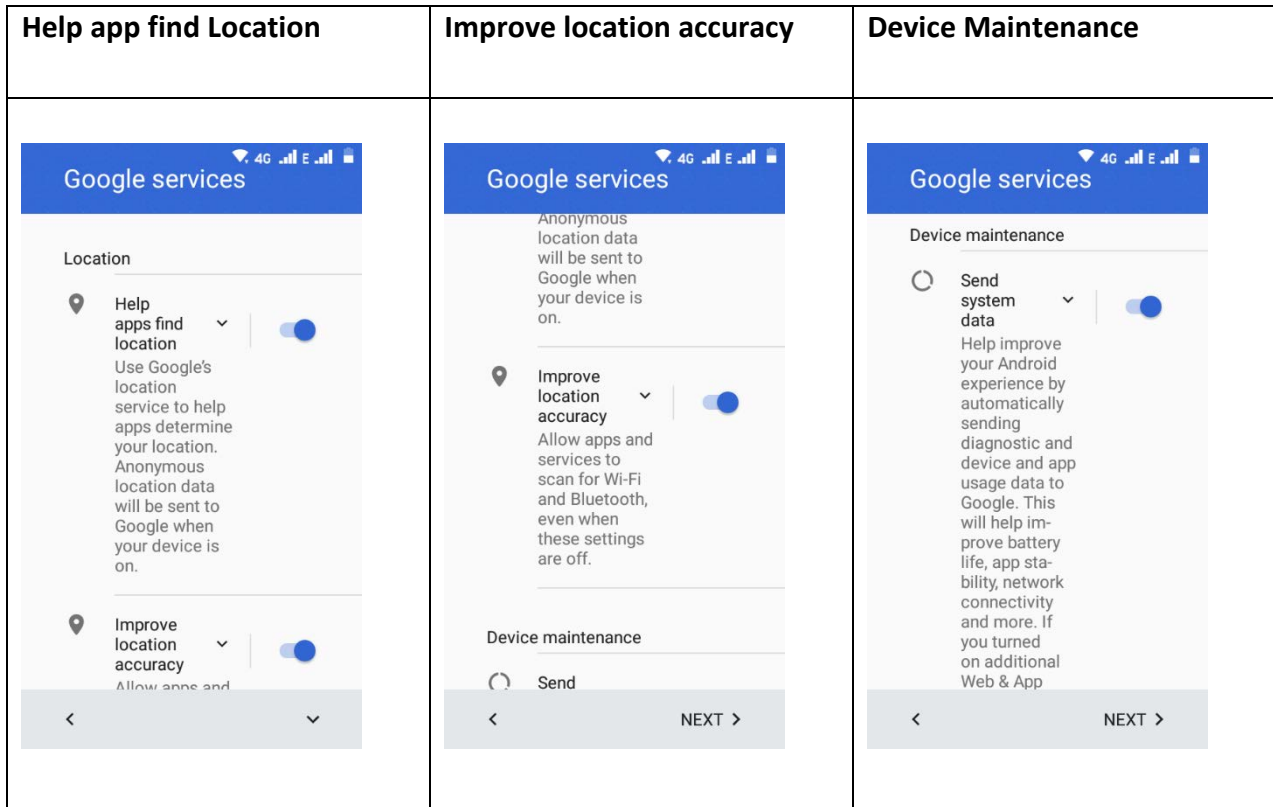 Help app find Location
Improve location accuracy
Device Maintenance
4G E
Google services
Location
Help
apps find
location
Use Google's
location
service to help
apps determine
your location.
Anonymous
location data
will be sent to
Google when
your device is
on.
Improve
location
accuracy
Allow apps and
4G E
Google services
Anonymous
location data
will be sent to
Google when
your device is
on.
Improve
location
accuracy
Allow apps and
services to
scan for Wi-Fi
and Bluetooth,
even when
these settings
are off.
Device maintenance
Send
NEXT
4G E
Google services
Device maintenance
Send
system
data
Help improve
your Android
experience by
automatically
sending
diagnostic and
device and app
usage data to
Google. This
will help im-
prove battery
life, app sta-
bility, network
connectivity
and more. If
you turned
on additional
Web & App
NEXT